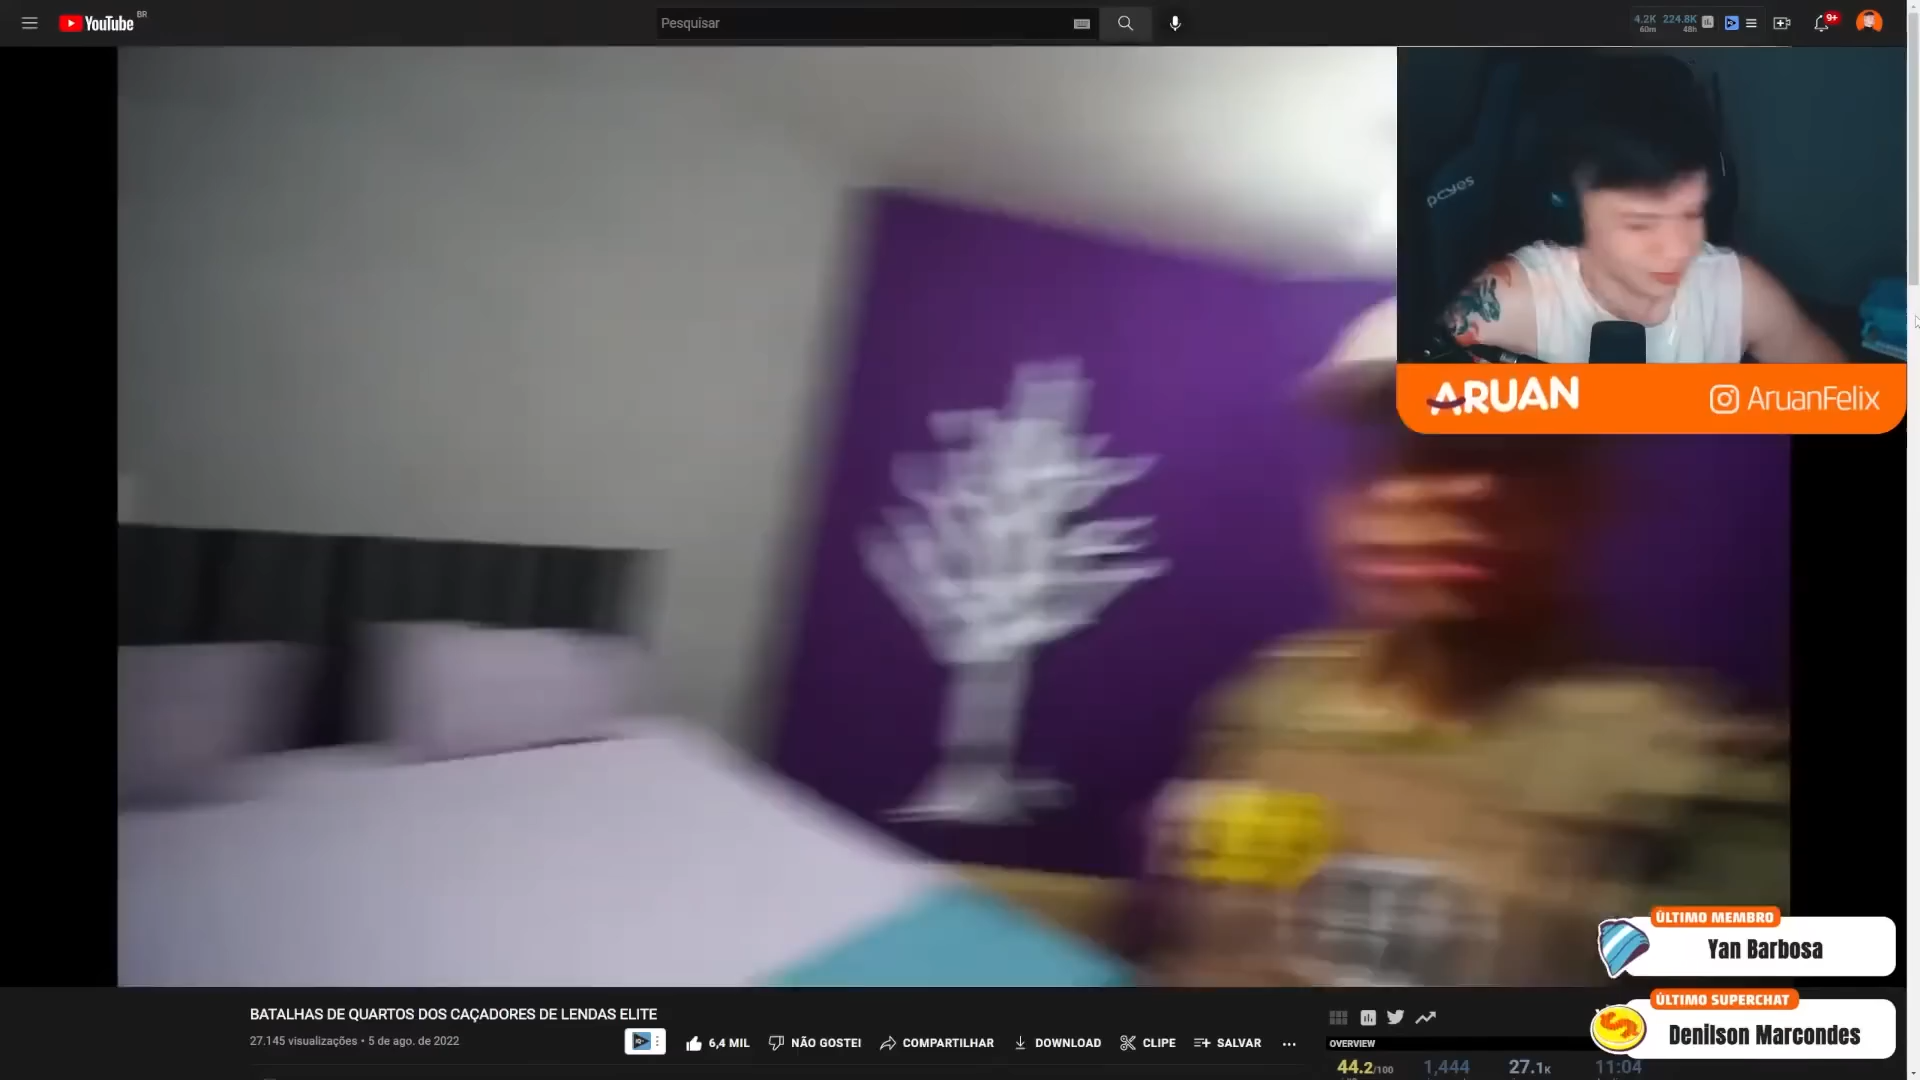 YouTube BR
Pesquisar
4.2K 224.8K
60m 48h
9+
pcyes
ARUAN
AruanFelix
ÚLTIMO MEMBRO
Yan Barbosa
ÚLTIMO SUPERCHAT
Denilson Marcondes
BATALHAS DE QUARTOS DOS CAÇADORES DE LENDAS ELITE
27.145 visualizações • 5 de ago. de 2022
6,4 MIL
NÃO GOSTEI
COMPARTILHAR
DOWNLOAD
CLIPE
SALVAR
OVERVIEW
44.2/100 1,444 27.1K 11:04